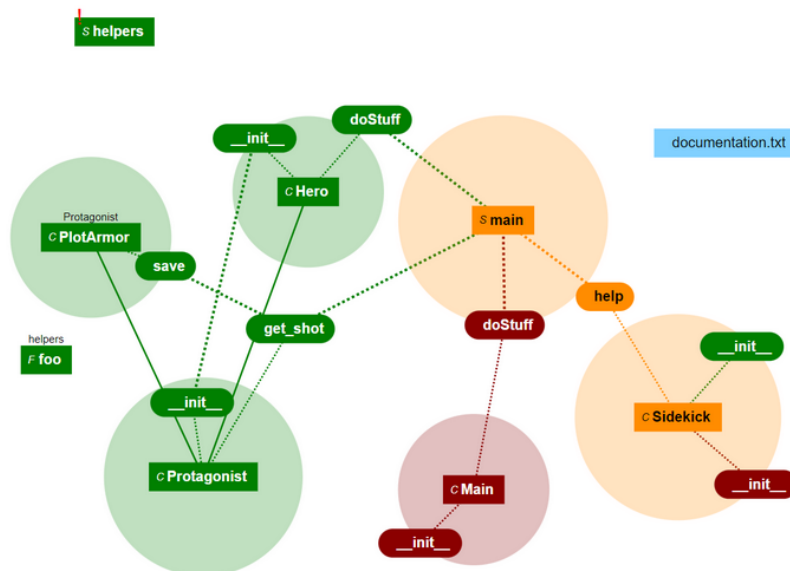 !
S helpers
doStuff
__init__
documentation.txt
C Hero
Protagonist
C PlotArmor
S main
save
help
get_shot
doStuff
helpers
F foo
__init__
__init__
C Sidekick
C Protagonist
C Main
__init__
__init__